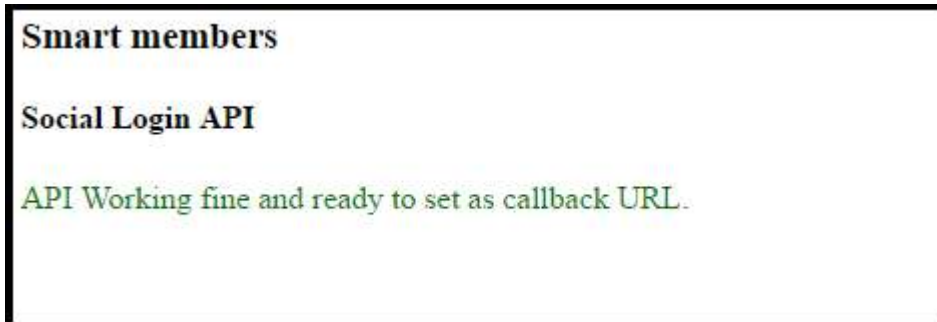 Smart members
Social Login API
API Working fine and ready to set as callback URL.